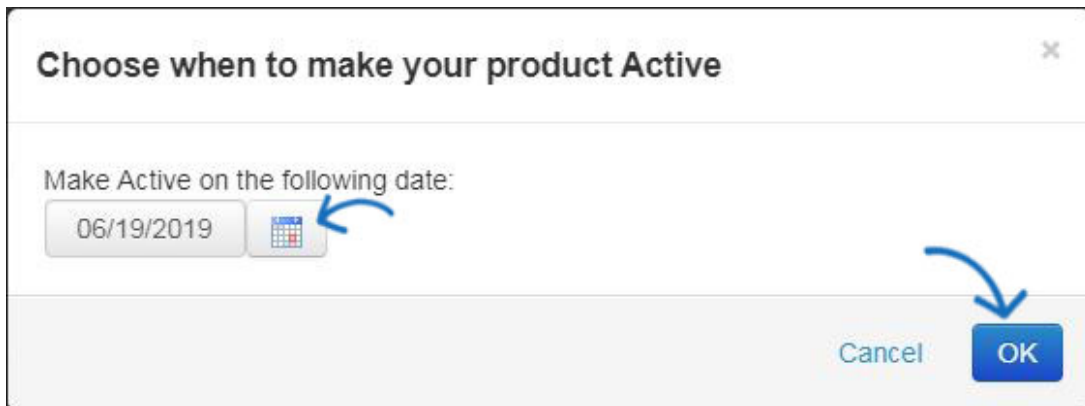 Choose when to make your product Active
×
Make Active on the following date:
06/19/2019
Cancel OK